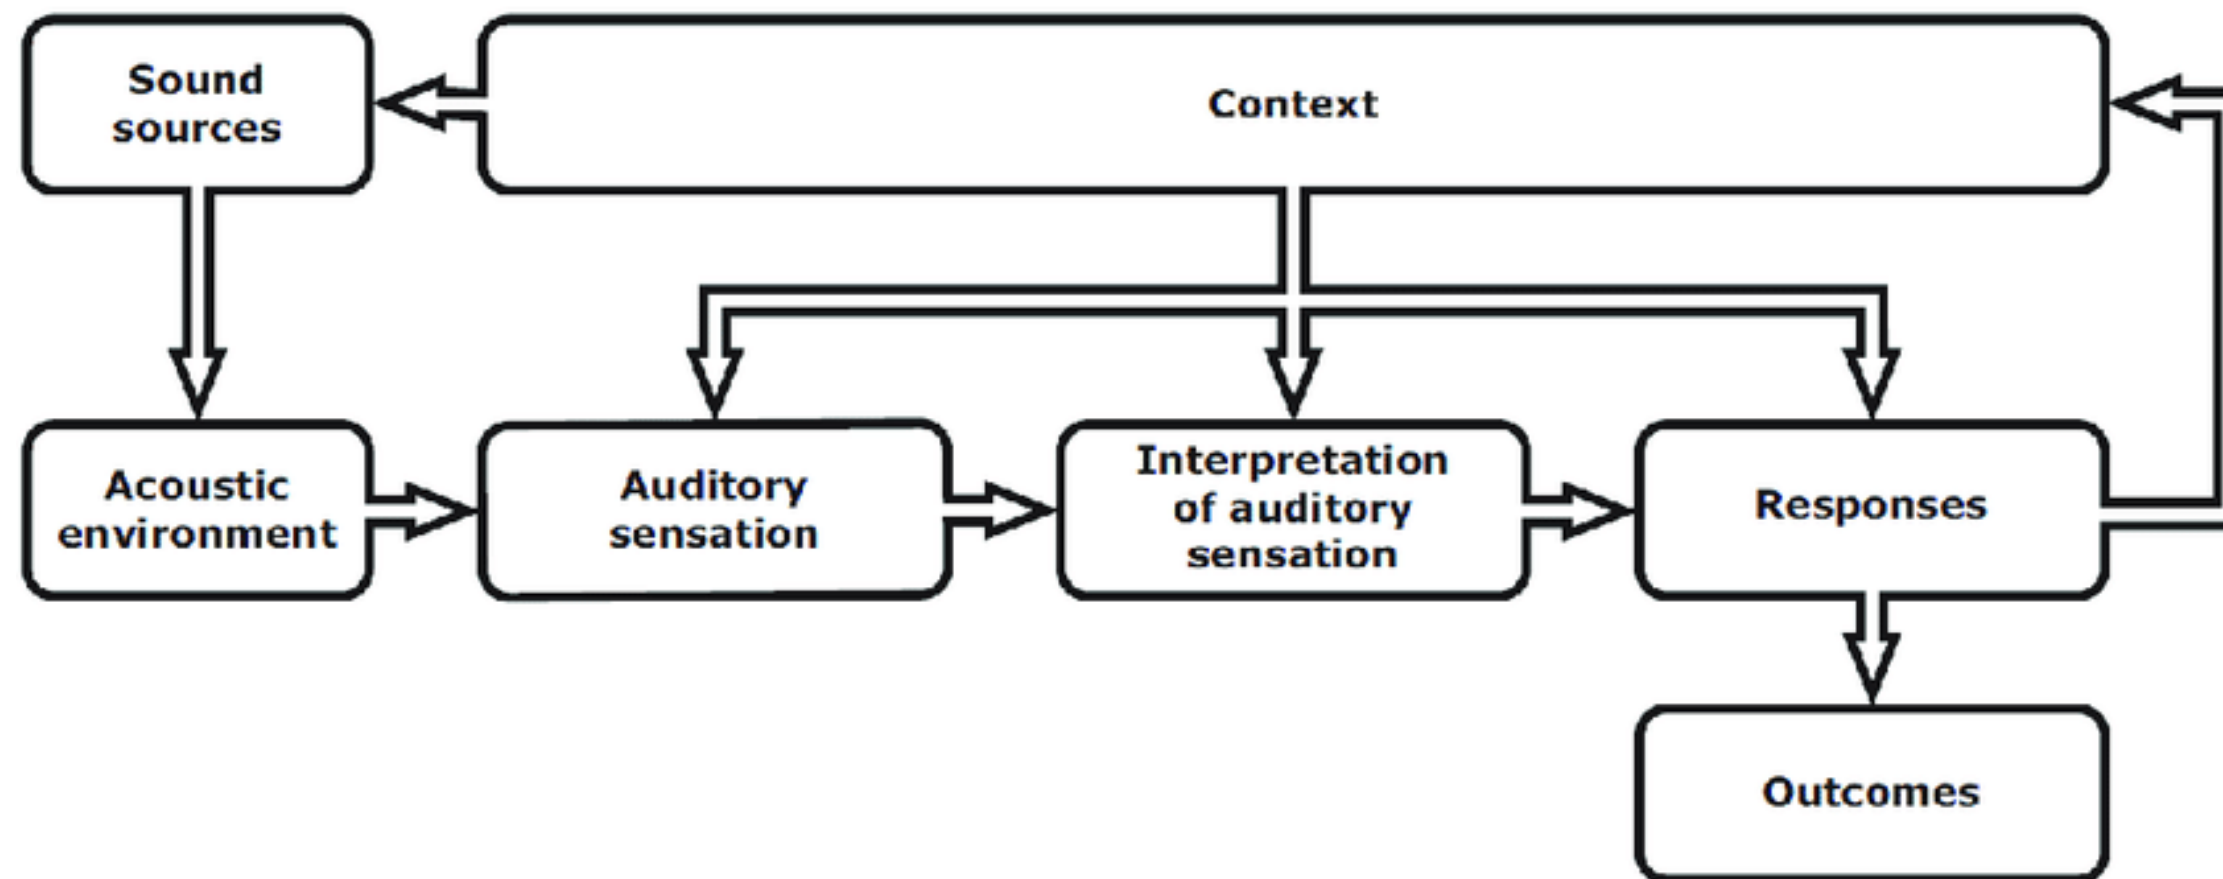 Sound
sources
Context
Acoustic
environment
Auditory
sensation
Interpretation
of auditory
sensation
Responses
Outcomes